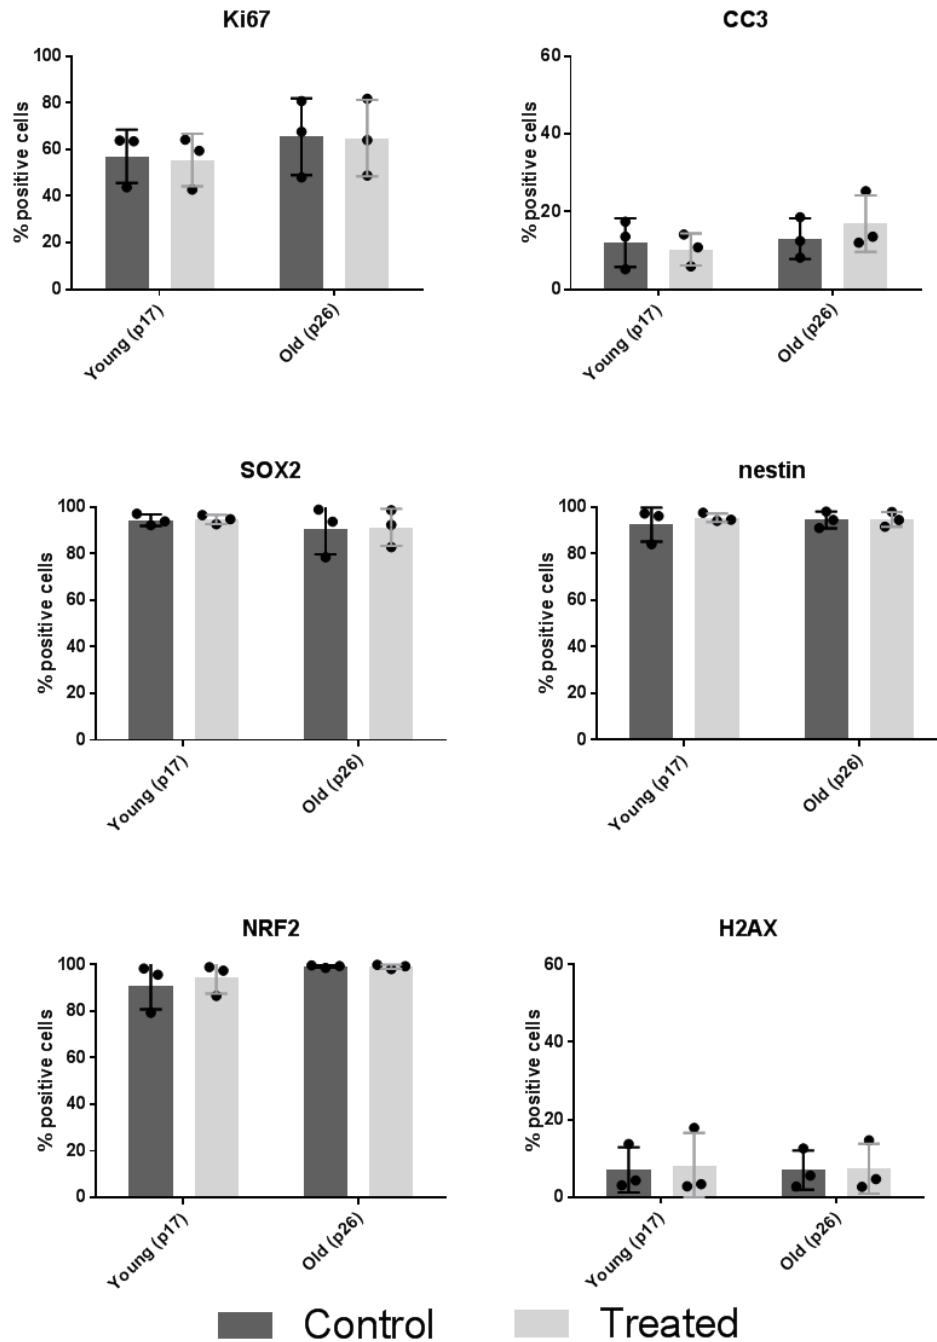 Ki67
% positive cells
100
80
60
40
20
0
Young (p17)
Old (p26)
CC3
% positive cells
60
40
20
0
Young (p17)
Old (p26)
SOX2
% positive cells
100
80
60
40
20
0
Young (p17)
Old (p26)
nestin
% positive cells
100
80
60
40
20
0
Young (p17)
Old (p26)
NRF2
% positive cells
100
80
60
40
20
0
Young (p17)
Old (p26)
H2AX
% positive cells
60
40
20
0
Young (p17)
Old (p26)
Control
Treated